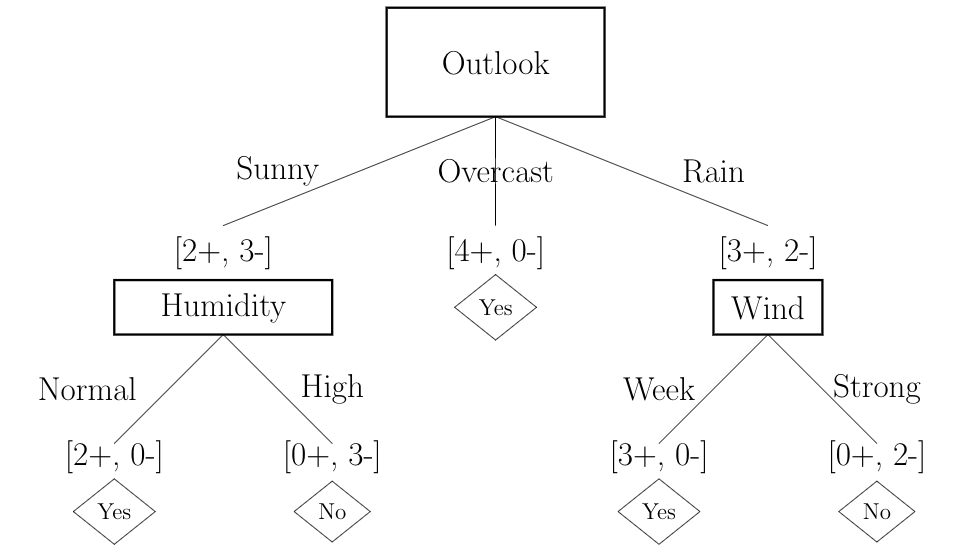 Outlook
Sunny
Overcast
Rain
[2+, 3-]
[4+, 0-]
[3+, 2-]
Humidity
Yes
Wind
Normal
High
Week
Strong
[2+, 0-]
[0+, 3-]
[3+, 0-]
[0+, 2-]
Yes
No
Yes
No